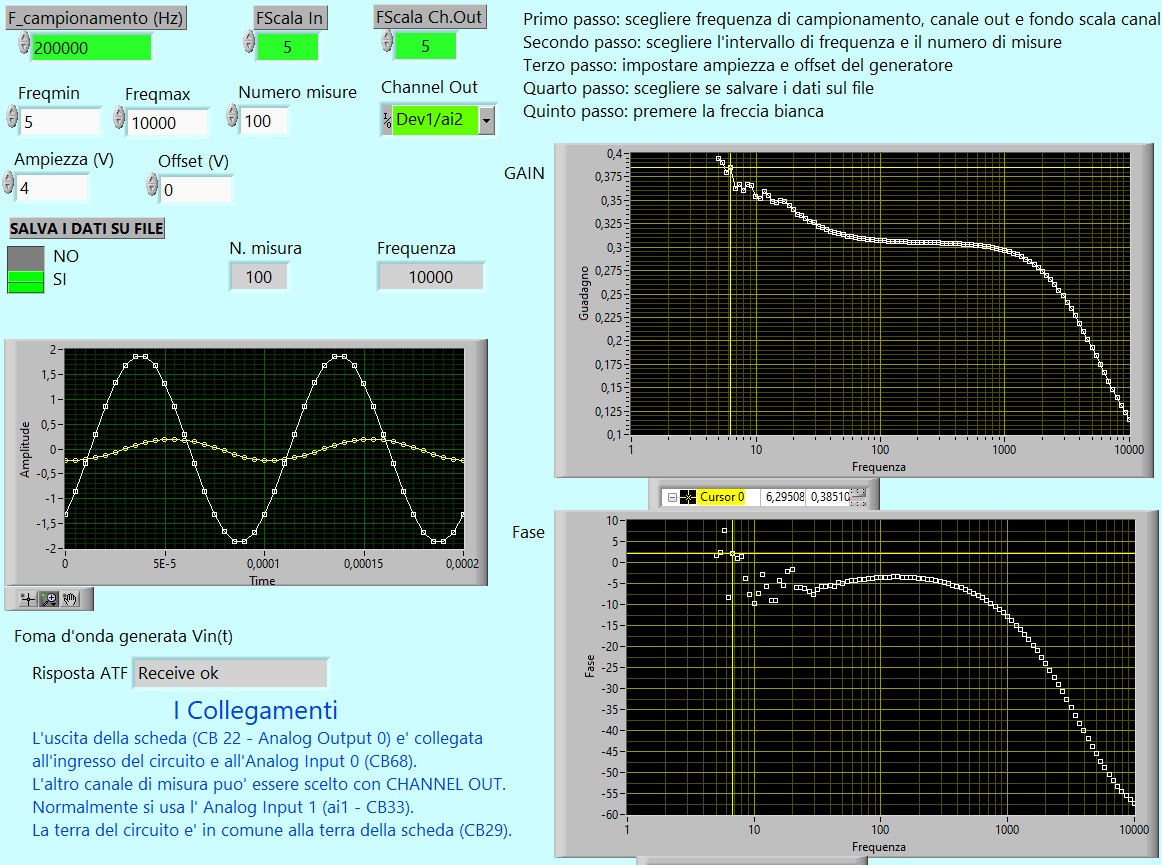 F_campionamento (Hz)
200000
FScala In
5
FScala Ch.Out
5
Freqmin
5
Freqmax
10000
Numero misure
100
Channel Out
Dev1/ai2
Ampiezza (V)
4
Offset (V)
0
SALVA I DATI SU FILE
NO
SI
N. misura
100
Frequenza
10000
Primo passo: scegliere frequenza di campionamento, canale out e fondo scala canal
Secondo passo: scegliere l'intervallo di frequenza e il numero di misure
Terzo passo: impostare ampiezza e offset del generatore
Quarto passo: scegliere se salvare i dati sul file
Quinto passo: premere la freccia bianca
GAIN
Guadagno
0,4
0,375
0,35
0,325
0,3
0,275
0,25
0,225
0,2
0,175
0,15
0,125
0,1
1 10 100 1000 10000
Frequenza
Cursor 0 6,29508 0,38510
Amplitude
2
1,5
1
0,5
0
-0,5
-1
-1,5
-2
0 5E-5 0,0001 0,00015 0,0002
Time
Fase
Fase
10
5
0
-5
-10
-15
-20
-25
-30
-35
-40
-45
-50
-55
-60
1 10 100 1000 10000
Frequenza
Foma d'onda generata Vin(t)
Risposta ATF Receive ok
I Collegamenti
L'uscita della scheda (CB 22 - Analog Output 0) e' collegata
all'ingresso del circuito e all'Analog Input 0 (CB68).
L'altro canale di misura puo' essere scelto con CHANNEL OUT.
Normalmente si usa l' Analog Input 1 (ai1 - CB33).
La terra del circuito e' in comune alla terra della scheda (CB29).